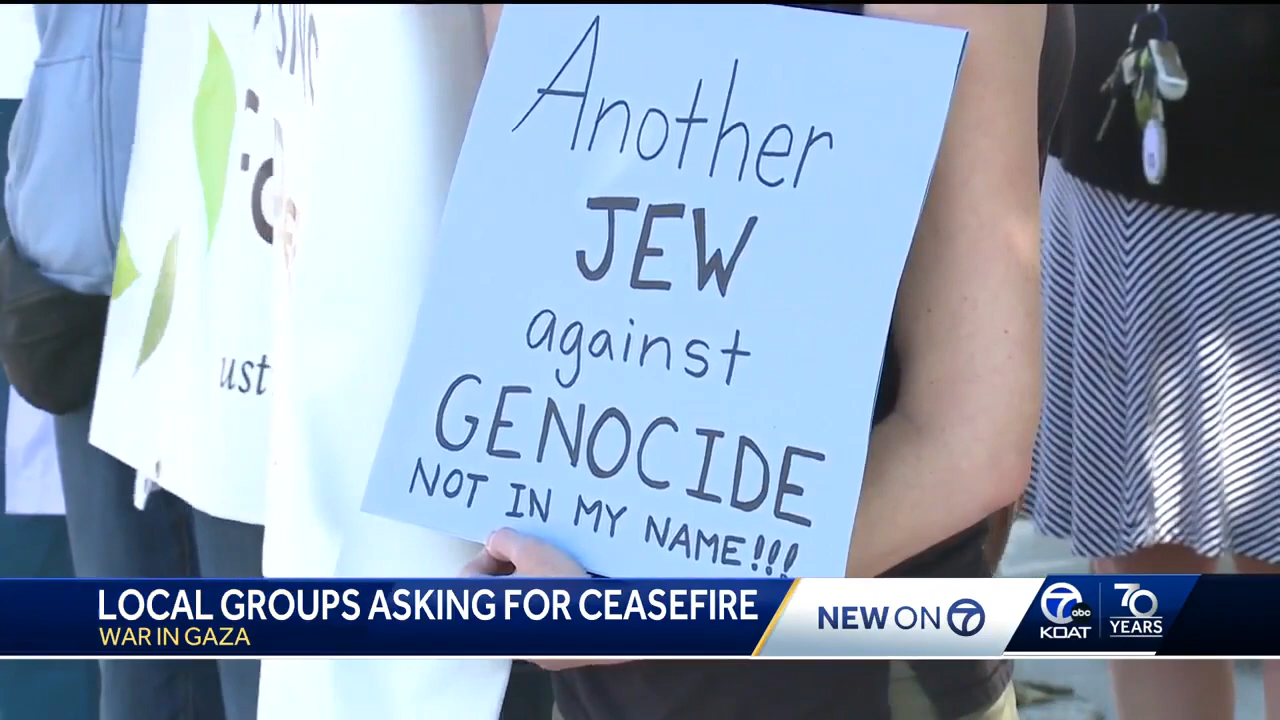 Another
JEW
against
GENOCIDE
NOT IN MY NAME!!!
ust
LOCAL GROUPS ASKING FOR CEASEFIRE
WAR IN GAZA
NEW ON 7
7 abc
KOAT
70
YEARS